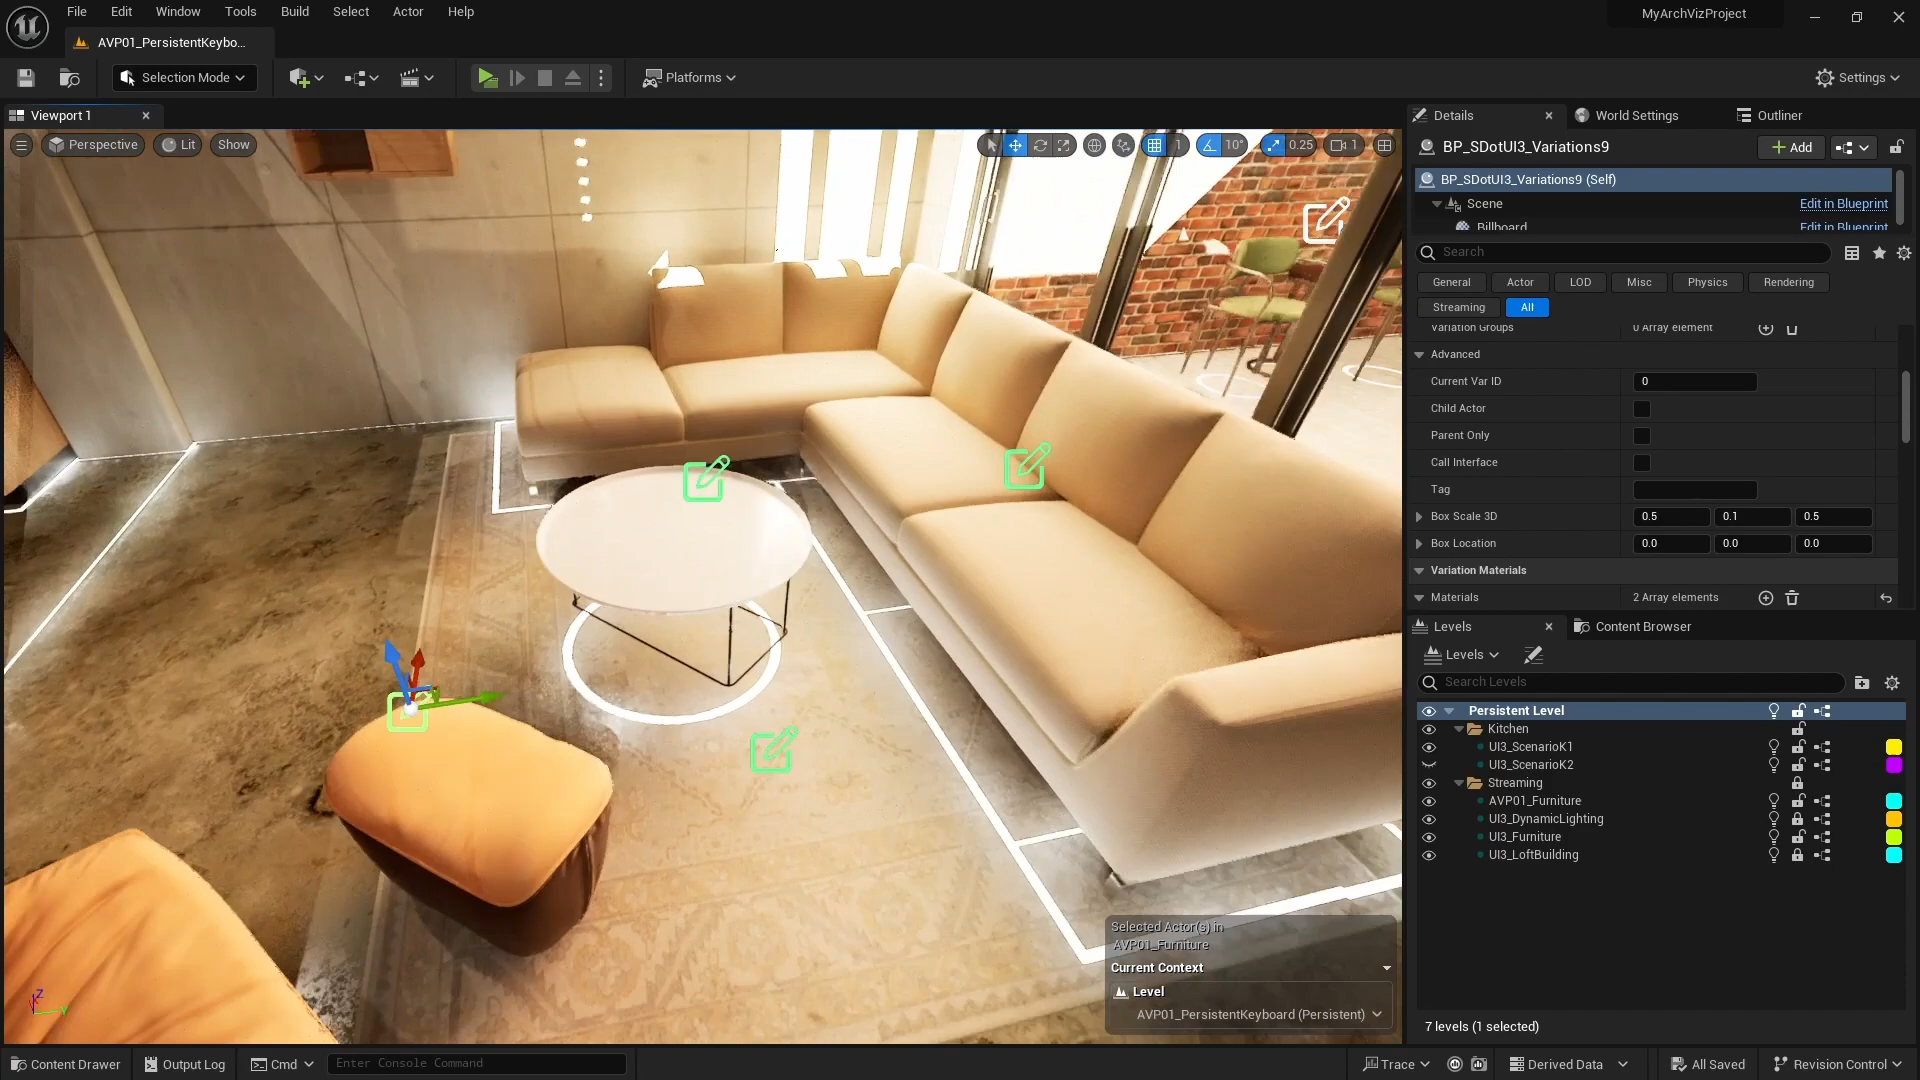 File Edit Window Tools Build Select Actor Help
MyArchVizProject
AVP01_PersistentKeybo...
Selection Mode
Platforms
Settings
Viewport 1
Perspective
Lit
Show
1
10°
0.25
1
Details
World Settings
Outliner
BP_SDotUI3_Variations9
Add
BP_SDotUI3_Variations9 (Self)
Scene
Edit in Blueprint
Billboard
Edit in Blueprint
Search
General
Actor
LOD
Misc
Physics
Rendering
Streaming
All
Variation Groups
0 Array element
Advanced
Current Var ID
0
Child Actor
Parent Only
Call Interface
Tag
Box Scale 3D
0.5
0.1
0.5
Box Location
0.0
0.0
0.0
Variation Materials
Materials
2 Array elements
Levels
Content Browser
Levels
Search Levels
Persistent Level
Kitchen
UI3_ScenarioK1
UI3_ScenarioK2
Streaming
AVP01_Furniture
UI3_DynamicLighting
UI3_Furniture
UI3_LoftBuilding
7 levels (1 selected)
Selected Actor(s) in
AVP01_Furniture
Current Context
Level
AVP01_PersistentKeyboard (Persistent)
Z
Y
Content Drawer
Output Log
Cmd
Enter Console Command
Trace
Derived Data
All Saved
Revision Control